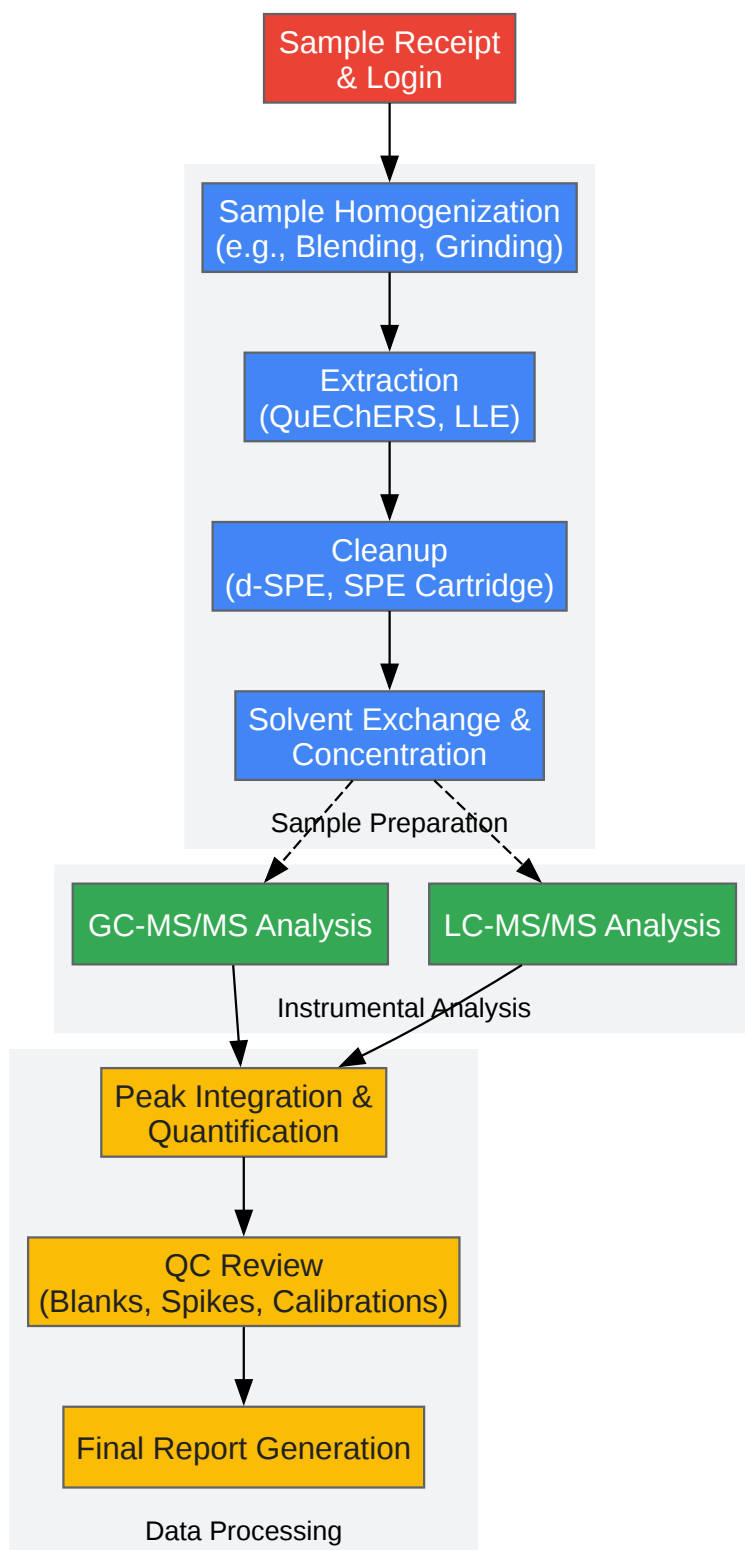 Sample Receipt
& Login
Sample Homogenization
(e.g., Blending, Grinding)
Extraction
(QuEChERS, LLE)
Cleanup
(d-SPE, SPE Cartridge)
Solvent Exchange &
Concentration
Sample Preparation
GC-MS/MS Analysis
LC-MS/MS Analysis
Instrumental Analysis
Peak Integration &
Quantification
QC Review
(Blanks, Spikes, Calibrations)
Final Report Generation
Data Processing